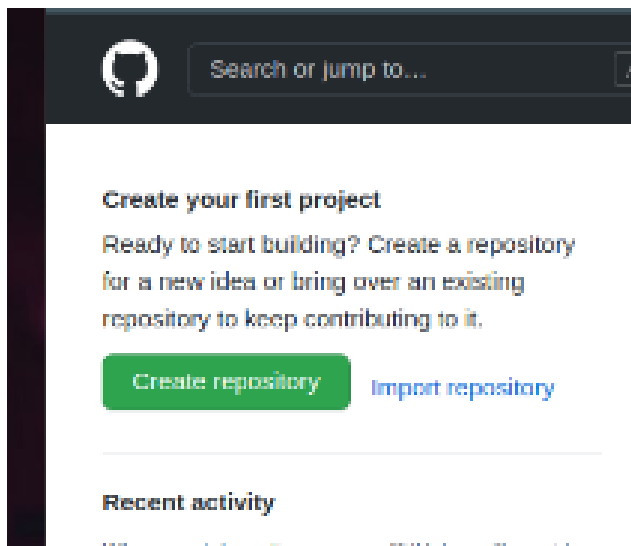 Search or jump to...
Create your first project
Ready to start building? Create a repository
for a new idea or bring over an existing
repository to keep contributing to it.
Create repository Import repository
Recent activity